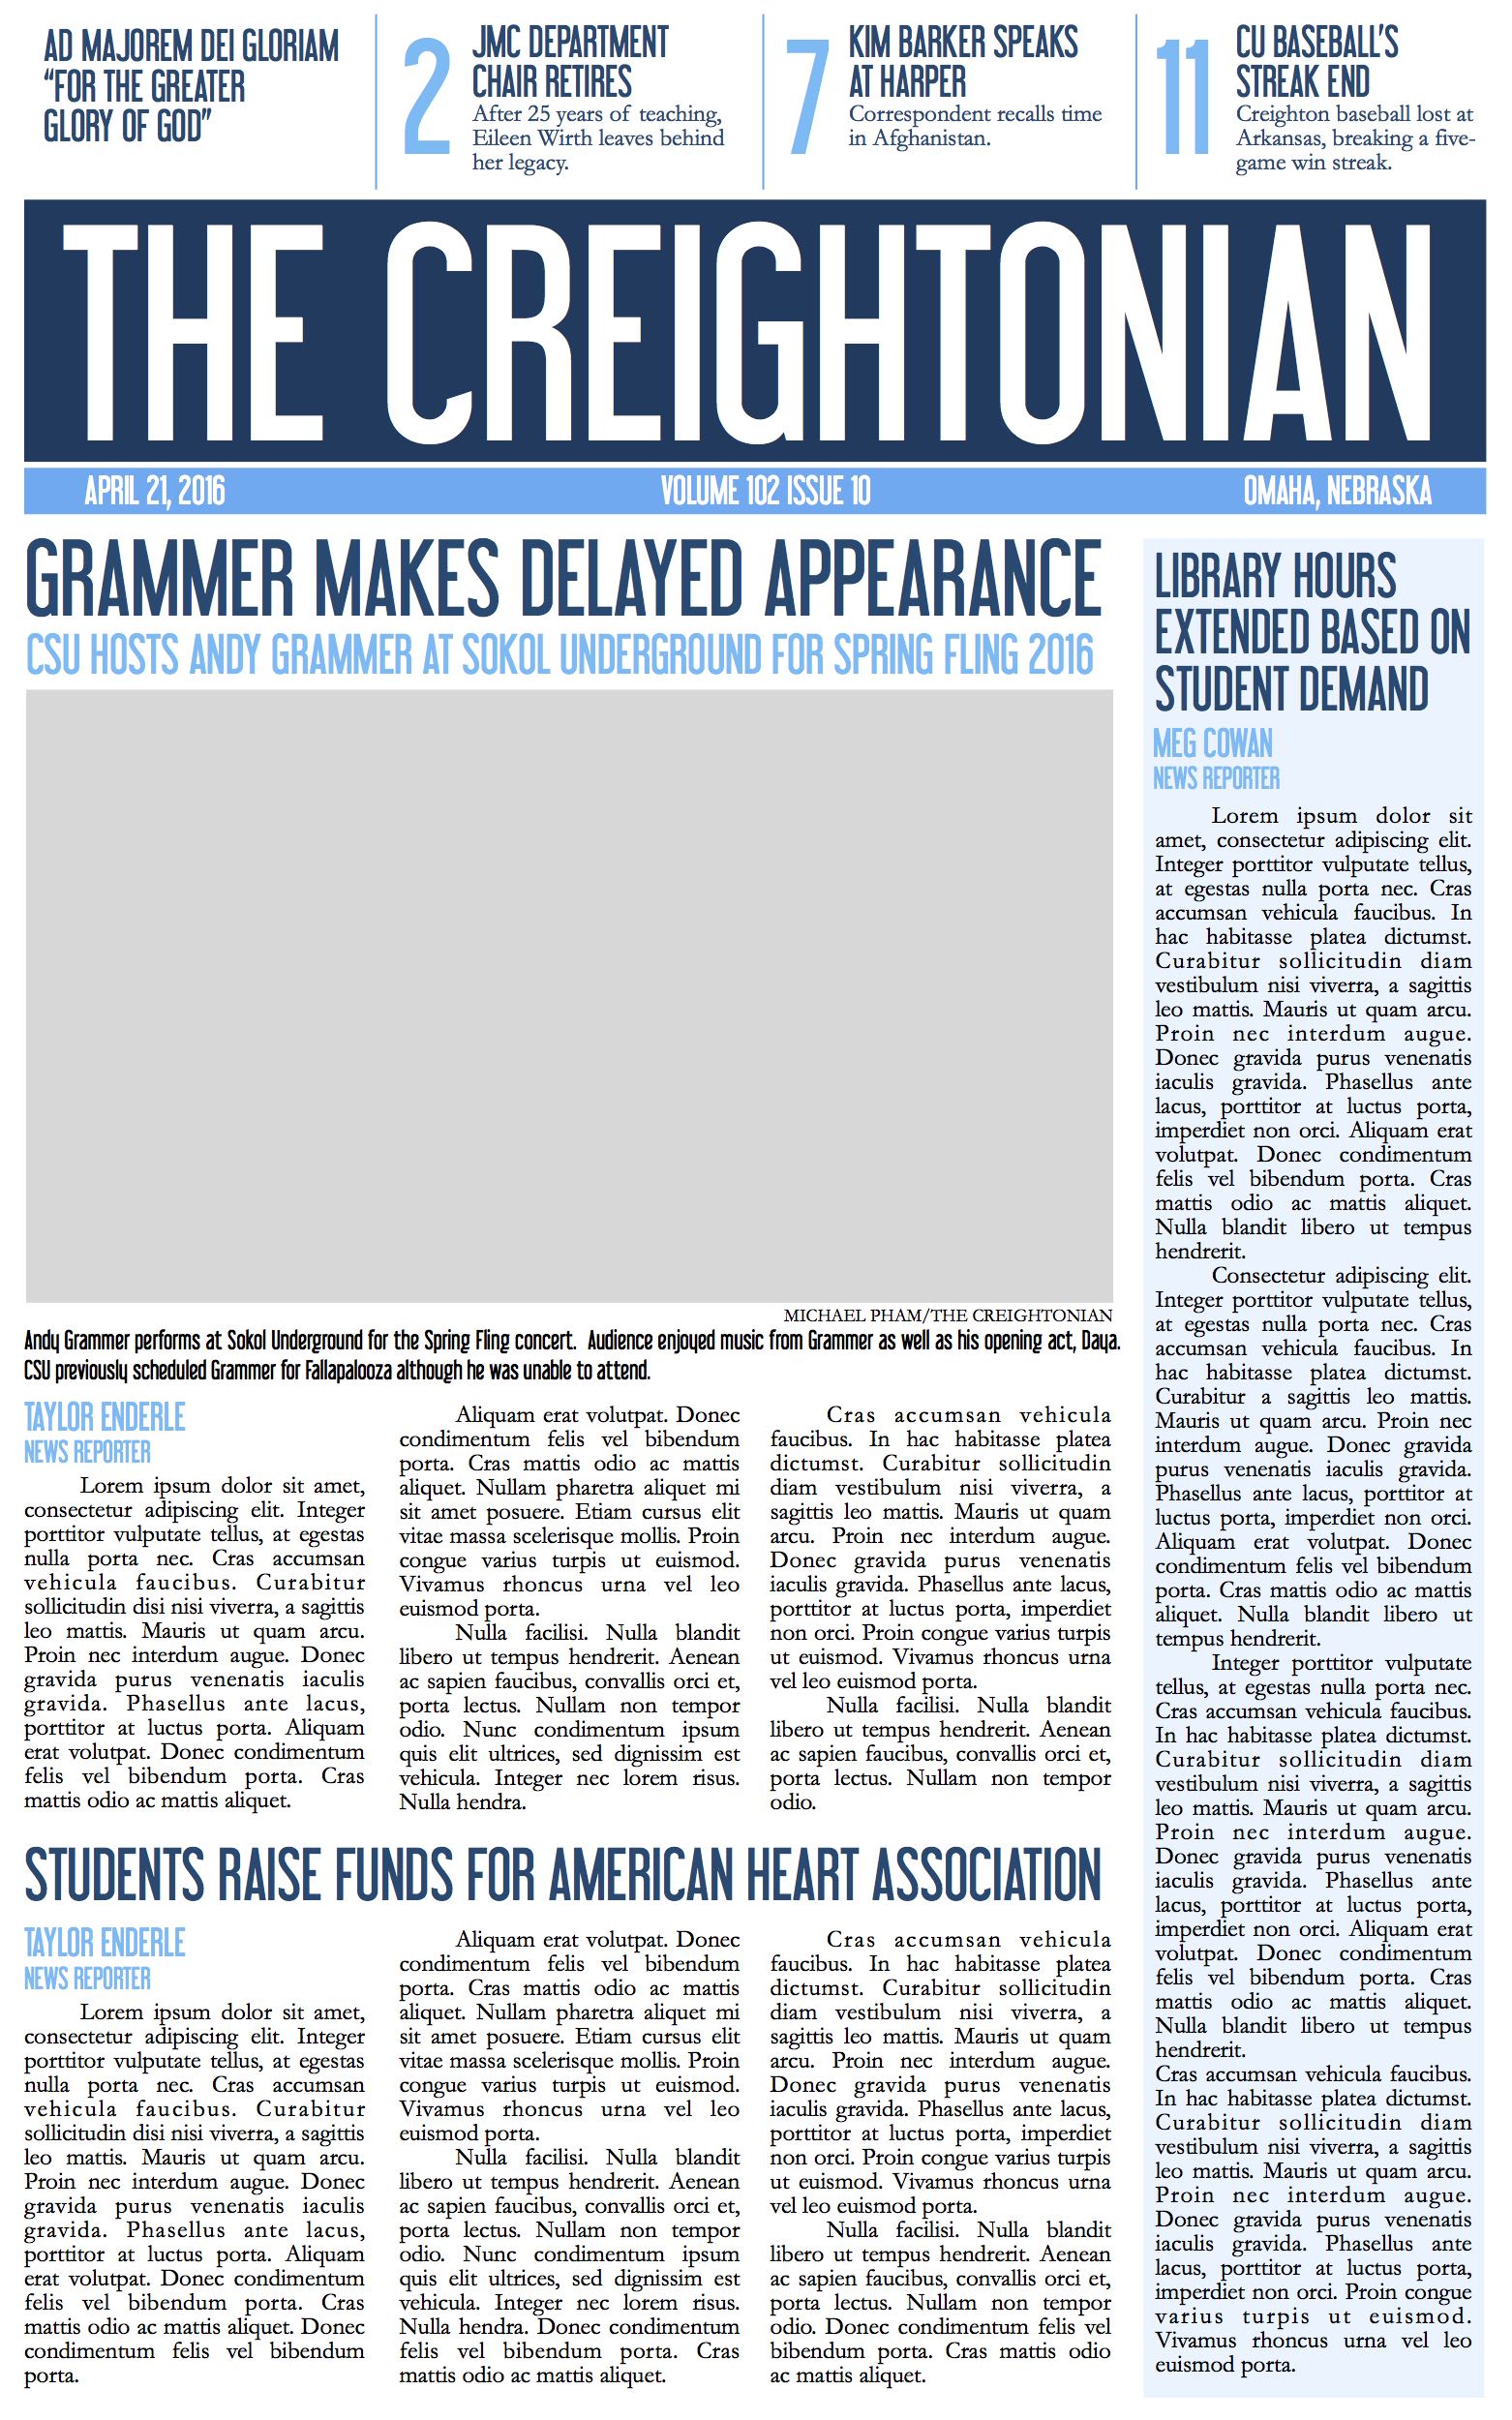 AD MAJOREM DEI GLORIAM
“FOR THE GREATER
GLORY OF GOD”
2
JMC DEPARTMENT
CHAIR RETIRES
After 25 years of teaching,
Eileen Wirth leaves behind
her legacy.
7
KIM BARKER SPEAKS
AT HARPER
Correspondent recalls time
in Afghanistan.
11
CU BASEBALL’S
STREAK END
Creighton baseball lost at
Arkansas, breaking a five-
game win streak.
THE CREIGHTONIAN
APRIL 21, 2016
VOLUME 102 ISSUE 10
OMAHA, NEBRASKA
GRAMMER MAKES DELAYED APPEARANCE
CSU HOSTS ANDY GRAMMER AT SOKOL UNDERGROUND FOR SPRING FLING 2016
MICHAEL PHAM/THE CREIGHTONIAN
Andy Grammer performs at Sokol Underground for the Spring Fling concert.  Audience enjoyed music from Grammer as well as his opening act, Daya.
CSU previously scheduled Grammer for Fallapalooza although he was unable to attend.
TAYLOR ENDERLE
NEWS REPORTER
Lorem ipsum dolor sit amet,
consectetur adipiscing elit. Integer
porttitor vulputate tellus, at egestas
nulla porta nec. Cras accumsan
vehicula faucibus. Curabitur
sollicitudin disi nisi viverra, a sagittis
leo mattis. Mauris ut quam arcu.
Proin nec interdum augue. Donec
gravida purus venenatis iaculis
gravida. Phasellus ante lacus,
porttitor at luctus porta. Aliquam
erat volutpat. Donec condimentum
felis vel bibendum porta. Cras
mattis odio ac mattis aliquet.
Aliquam erat volutpat. Donec
condimentum felis vel bibendum
porta. Cras mattis odio ac mattis
aliquet. Nullam pharetra aliquet mi
sit amet posuere. Etiam cursus elit
vitae massa scelerisque mollis. Proin
congue varius turpis ut euismod.
Vivamus rhoncus urna vel leo
euismod porta.
Nulla facilisi. Nulla blandit
libero ut tempus hendrerit. Aenean
ac sapien faucibus, convallis orci et,
porta lectus. Nullam non tempor
odio. Nunc condimentum ipsum
quis elit ultrices, sed dignissim est
vehicula. Integer nec lorem risus.
Nulla hendra.
Cras accumsan vehicula
faucibus. In hac habitasse platea
dictumst. Curabitur sollicitudin
diam vestibulum nisi viverra, a
sagittis leo mattis. Mauris ut quam
arcu. Proin nec interdum augue.
Donec gravida purus venenatis
iaculis gravida. Phasellus ante lacus,
porttitor at luctus porta, imperdiet
non orci. Proin congue varius turpis
ut euismod. Vivamus rhoncus urna
vel leo euismod porta.
Nulla facilisi. Nulla blandit
libero ut tempus hendrerit. Aenean
ac sapien faucibus, convallis orci et,
porta lectus. Nullam non tempor
odio.
STUDENTS RAISE FUNDS FOR AMERICAN HEART ASSOCIATION
TAYLOR ENDERLE
NEWS REPORTER
Lorem ipsum dolor sit amet,
consectetur adipiscing elit. Integer
porttitor vulputate tellus, at egestas
nulla porta nec. Cras accumsan
vehicula faucibus. Curabitur
sollicitudin disi nisi viverra, a sagittis
leo mattis. Mauris ut quam arcu.
Proin nec interdum augue. Donec
gravida purus venenatis iaculis
gravida. Phasellus ante lacus,
porttitor at luctus porta. Aliquam
erat volutpat. Donec condimentum
felis vel bibendum porta. Cras
mattis odio ac mattis aliquet. Donec
condimentum felis vel bibendum
porta.
Aliquam erat volutpat. Donec
condimentum felis vel bibendum
porta. Cras mattis odio ac mattis
aliquet. Nullam pharetra aliquet mi
sit amet posuere. Etiam cursus elit
vitae massa scelerisque mollis. Proin
congue varius turpis ut euismod.
Vivamus rhoncus urna vel leo
euismod porta.
Nulla facilisi. Nulla blandit
libero ut tempus hendrerit. Aenean
ac sapien faucibus, convallis orci et,
porta lectus. Nullam non tempor
odio. Nunc condimentum ipsum
quis elit ultrices, sed dignissim est
vehicula. Integer nec lorem risus.
Nulla hendra. Donec condimentum
felis vel bibendum porta. Cras
mattis odio ac mattis aliquet.
Cras accumsan vehicula
faucibus. In hac habitasse platea
dictumst. Curabitur sollicitudin
diam vestibulum nisi viverra, a
sagittis leo mattis. Mauris ut quam
arcu. Proin nec interdum augue.
Donec gravida purus venenatis
iaculis gravida. Phasellus ante lacus,
porttitor at luctus porta, imperdiet
non orci. Proin congue varius turpis
ut euismod. Vivamus rhoncus urna
vel leo euismod porta.
Nulla facilisi. Nulla blandit
libero ut tempus hendrerit. Aenean
ac sapien faucibus, convallis orci et,
porta lectus. Nullam non tempor
odio. Donec condimentum felis vel
bibendum porta. Cras mattis odio
ac mattis aliquet.
LIBRARY HOURS
EXTENDED BASED ON
STUDENT DEMAND
MEG COWAN
NEWS REPORTER
Lorem ipsum dolor sit
amet, consectetur adipiscing elit.
Integer porttitor vulputate tellus,
at egestas nulla porta nec. Cras
accumsan vehicula faucibus. In
hac habitasse platea dictumst.
Curabitur sollicitudin diam
vestibulum nisi viverra, a sagittis
leo mattis. Mauris ut quam arcu.
Proin nec interdum augue.
Donec gravida purus venenatis
iaculis gravida. Phasellus ante
lacus, porttitor at luctus porta,
imperdiet non orci. Aliquam erat
volutpat. Donec condimentum
felis vel bibendum porta. Cras
mattis odio ac mattis aliquet.
Nulla blandit libero ut tempus
hendrerit.
Consectetur adipiscing elit.
Integer porttitor vulputate tellus,
at egestas nulla porta nec. Cras
accumsan vehicula faucibus. In
hac habitasse platea dictumst.
Curabitur a sagittis leo mattis.
Mauris ut quam arcu. Proin nec
interdum augue. Donec gravida
purus venenatis iaculis gravida.
Phasellus ante lacus, porttitor at
luctus porta, imperdiet non orci.
Aliquam erat volutpat. Donec
condimentum felis vel bibendum
porta. Cras mattis odio ac mattis
aliquet. Nulla blandit libero ut
tempus hendrerit.
Integer porttitor vulputate
tellus, at egestas nulla porta nec.
Cras accumsan vehicula faucibus.
In hac habitasse platea dictumst.
Curabitur sollicitudin diam
vestibulum nisi viverra, a sagittis
leo mattis. Mauris ut quam arcu.
Proin nec interdum augue.
Donec gravida purus venenatis
iaculis gravida. Phasellus ante
lacus, porttitor at luctus porta,
imperdiet non orci. Aliquam erat
volutpat. Donec condimentum
felis vel bibendum porta. Cras
mattis odio ac mattis aliquet.
Nulla blandit libero ut tempus
hendrerit.
Cras accumsan vehicula faucibus.
In hac habitasse platea dictumst.
Curabitur sollicitudin diam
vestibulum nisi viverra, a sagittis
leo mattis. Mauris ut quam arcu.
Proin nec interdum augue.
Donec gravida purus venenatis
iaculis gravida. Phasellus ante
lacus, porttitor at luctus porta,
imperdiet non orci. Proin congue
varius turpis ut euismod.
Vivamus rhoncus urna vel leo
euismod porta.